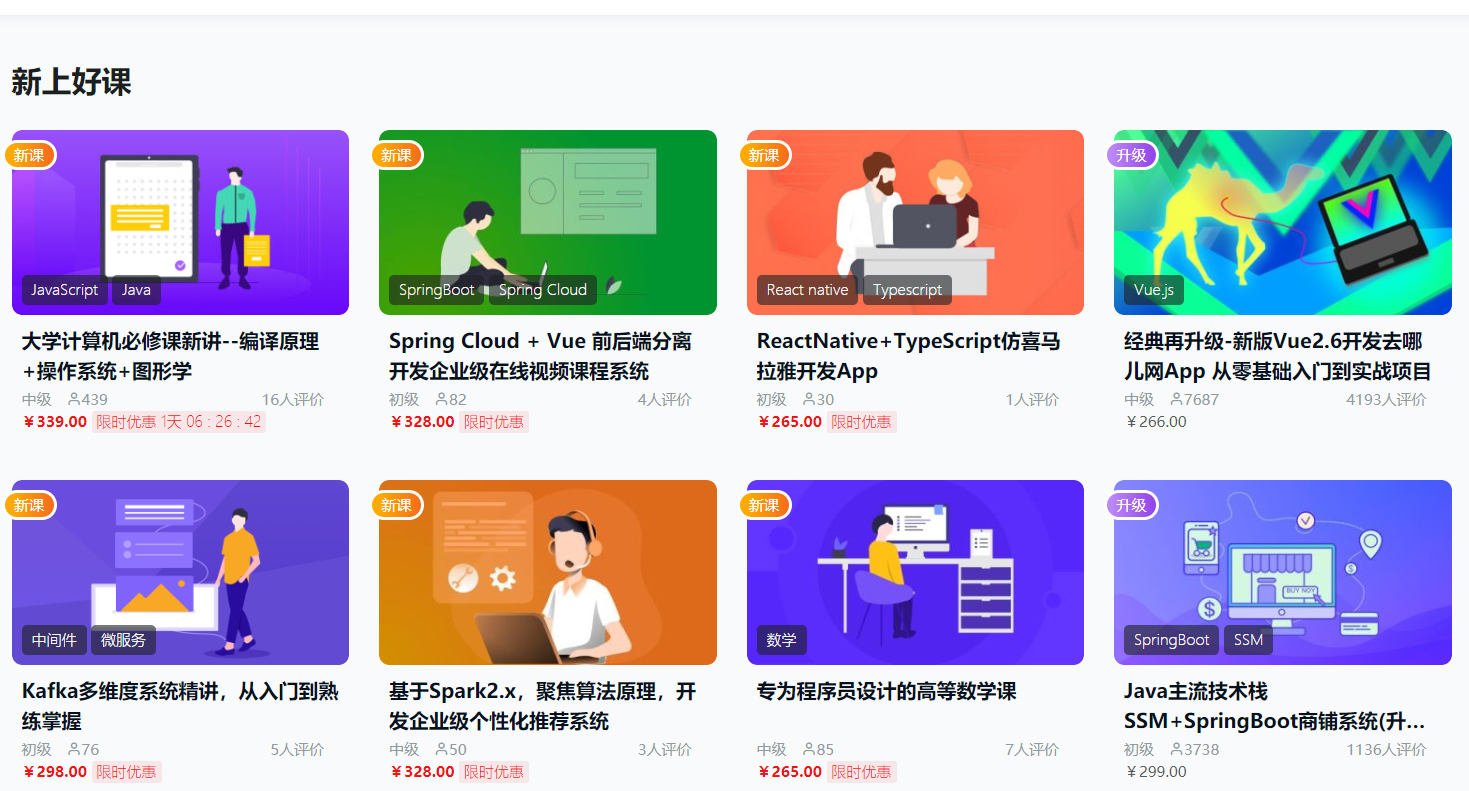 新上好课
新课
JavaScript Java
大学计算机必修课新讲--编译原理
+操作系统+图形学
中级 439 16人评价
￥339.00 限时优惠 1天 06 : 26 : 42
新课
SpringBoot Spring Cloud
Spring Cloud + Vue 前后端分离
开发企业级在线视频课程系统
初级 82 4人评价
￥328.00 限时优惠
新课
React native Typescript
ReactNative+TypeScript仿喜马
拉雅开发App
初级 30 1人评价
￥265.00 限时优惠
升级
Vue.js
经典再升级-新版Vue2.6开发去哪
儿网App 从零基础入门到实战项目
中级 7687 4193人评价
￥266.00
新课
中间件 微服务
Kafka多维度系统精讲，从入门到熟
练掌握
初级 76 5人评价
￥298.00 限时优惠
新课
基于Spark2.x，聚焦算法原理，开
发企业级个性化推荐系统
中级 50 3人评价
￥328.00 限时优惠
新课
数学
专为程序员设计的高等数学课
中级 85 7人评价
￥265.00 限时优惠
升级
BUY NOY
SpringBoot SSM
Java主流技术栈
SSM+SpringBoot商铺系统(升...
初级 3738 1136人评价
￥299.00